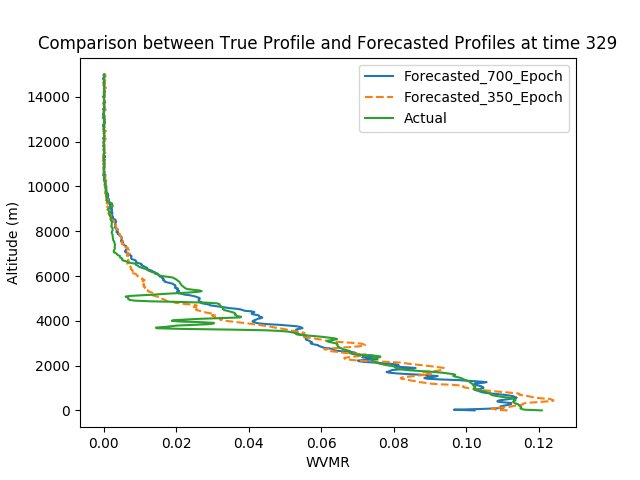 Comparison between True Profile and Forecasted Profiles at time 329
Forecasted_700_Epoch
Forecasted_350_Epoch
Actual
Altitude (m)
14000
12000
10000
8000
6000
4000
2000
0
0.00 0.02 0.04 0.06 0.08 0.10 0.12
WVMR